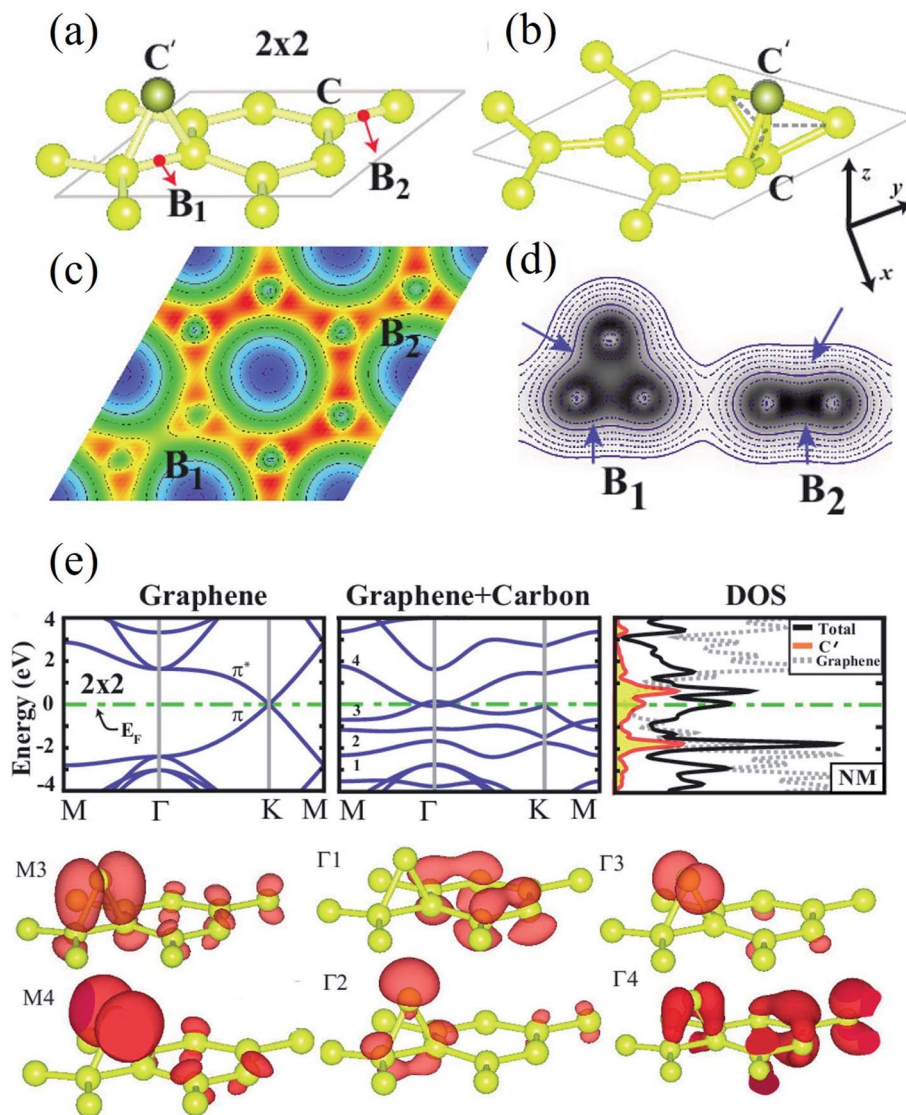 (a)
2x2
C′
C
B1
B2
(b)
C′
C
z
y
x
(c)
B2
B1
(d)
B1
B2
(e)
Graphene
Graphene+Carbon
DOS
Energy (eV)
4
2
0
-2
-4
2x2
EF
π*
π
M
Γ
K
M
4
3
2
1
M
Γ
K
M
Total
C′
Graphene
NM
M3
Γ1
Γ3
M4
Γ2
Γ4